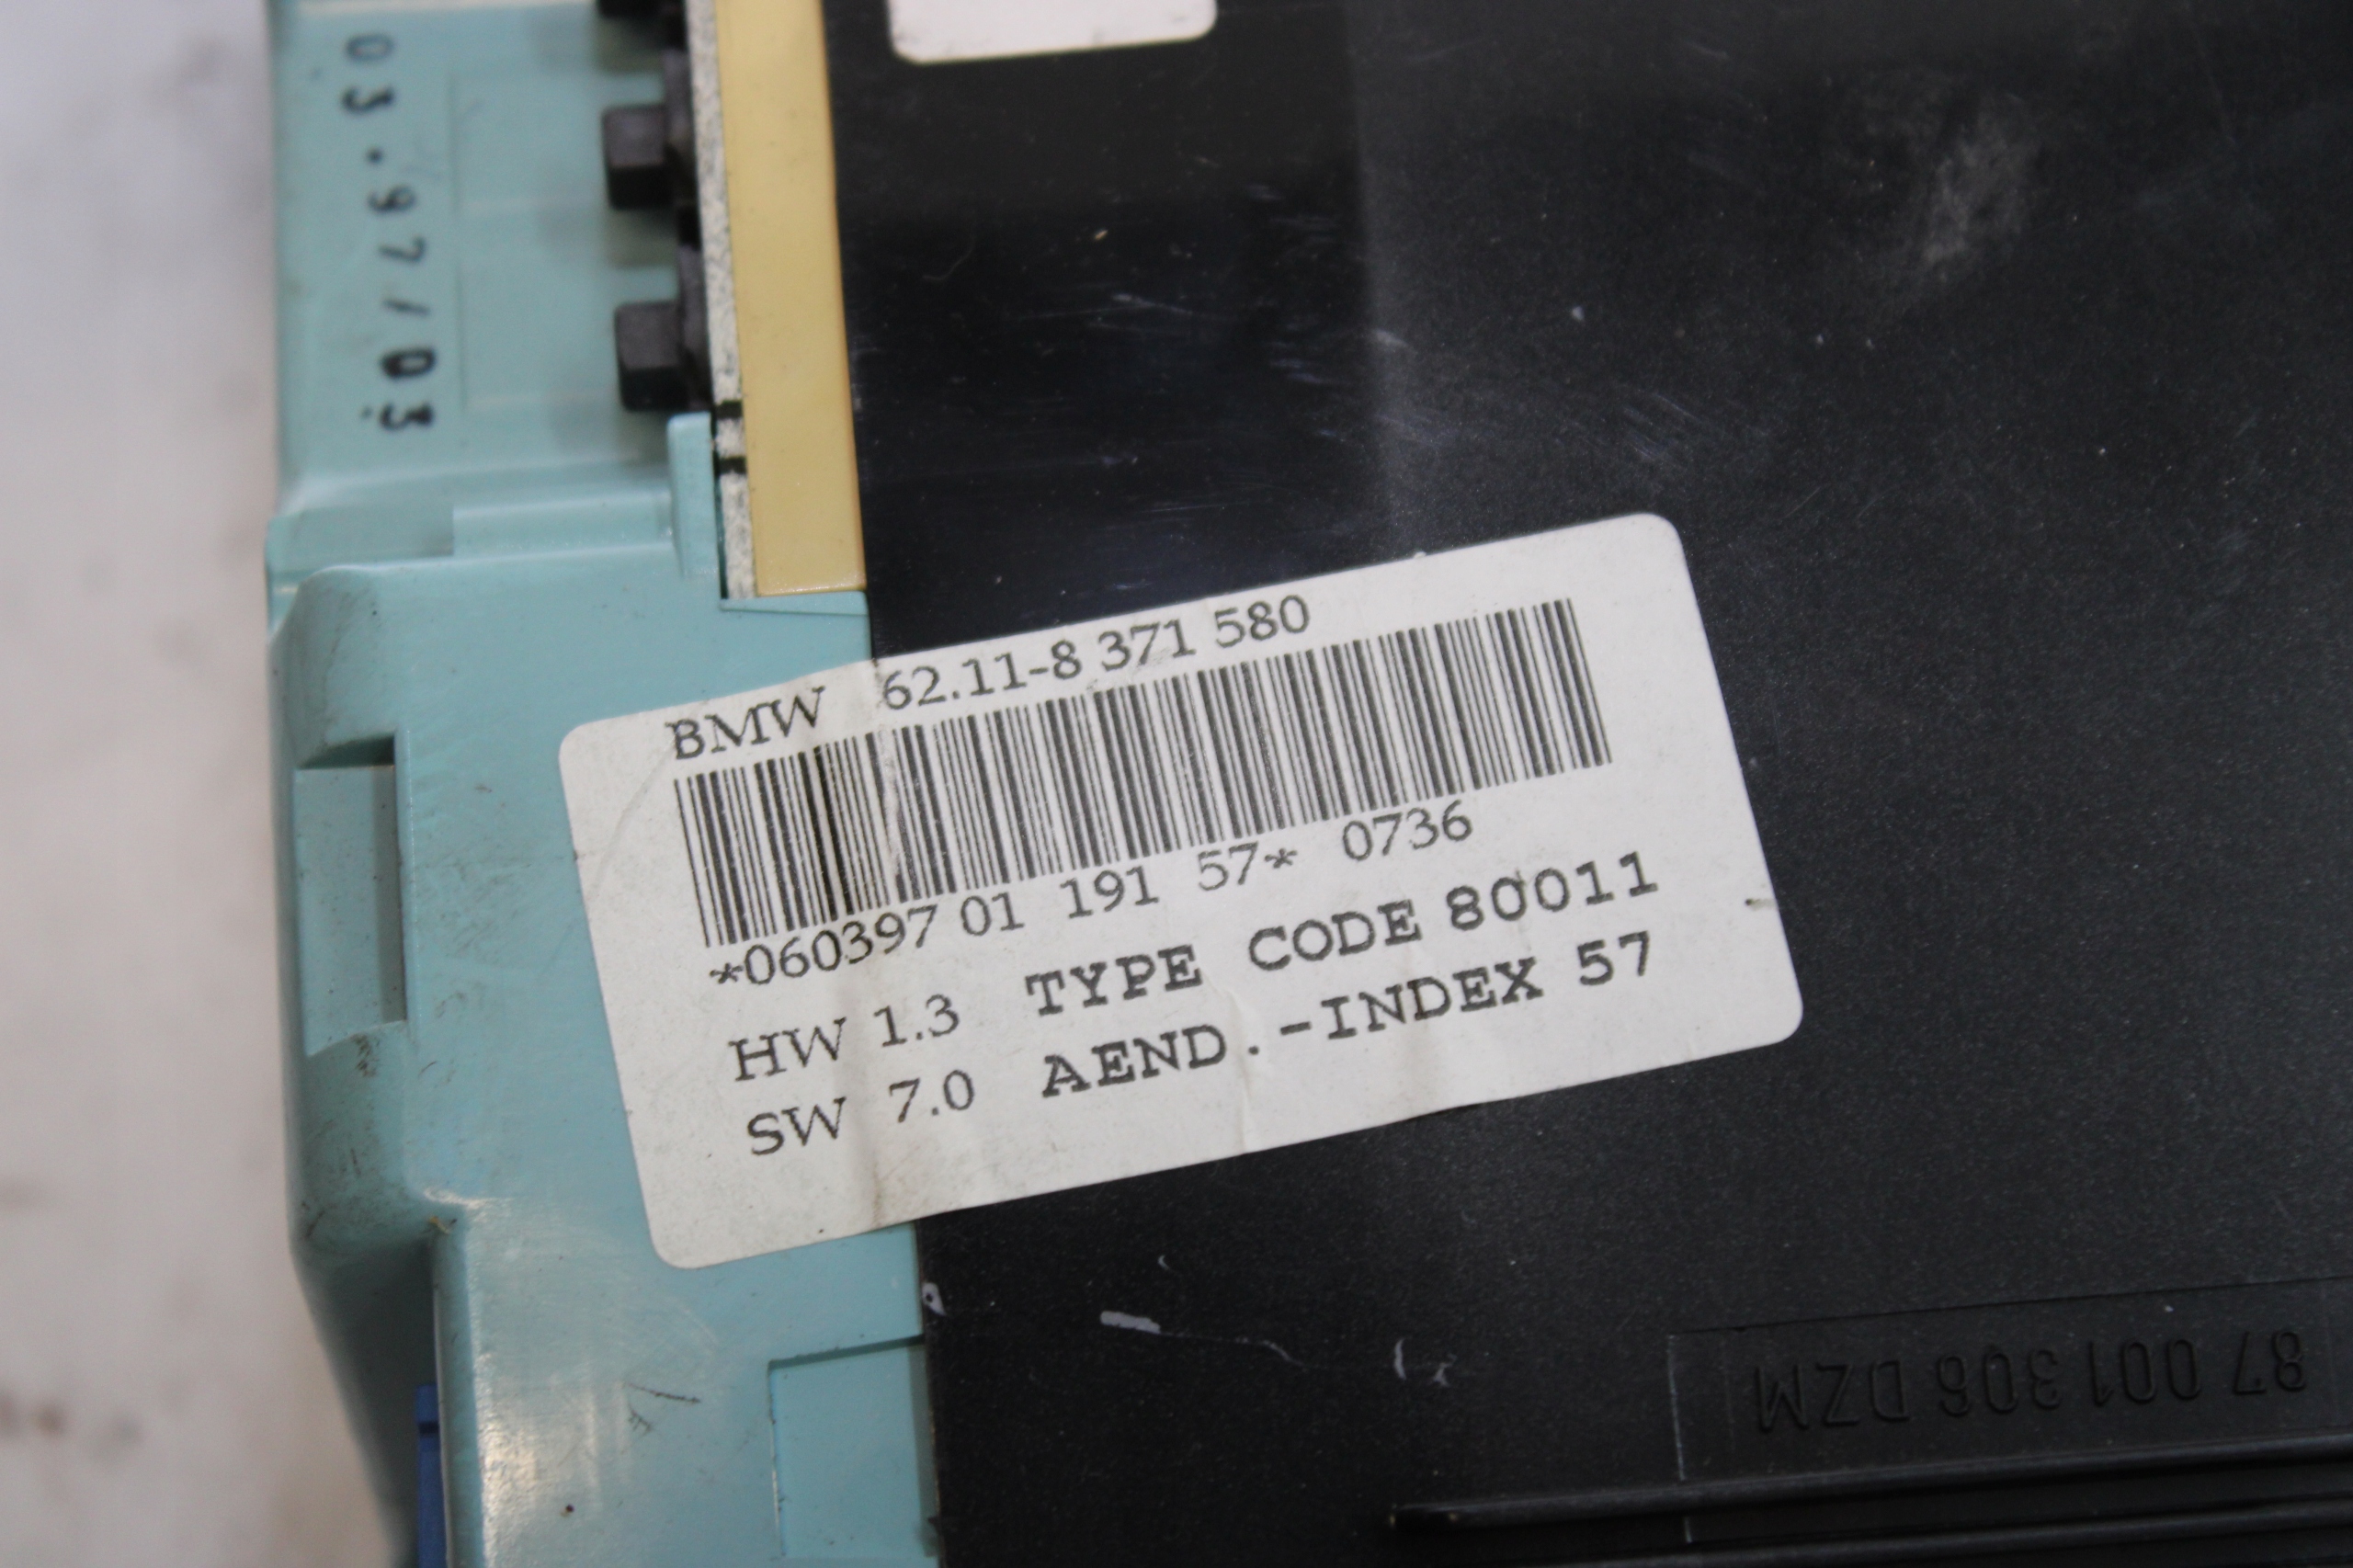 03.97/03
BMW 62.11-8 371 580
*060397 01 191 57* 0736
HW 1.3 TYPE CODE 80011
SW 7.0 AEND.-INDEX 57
87 001 306 DZM